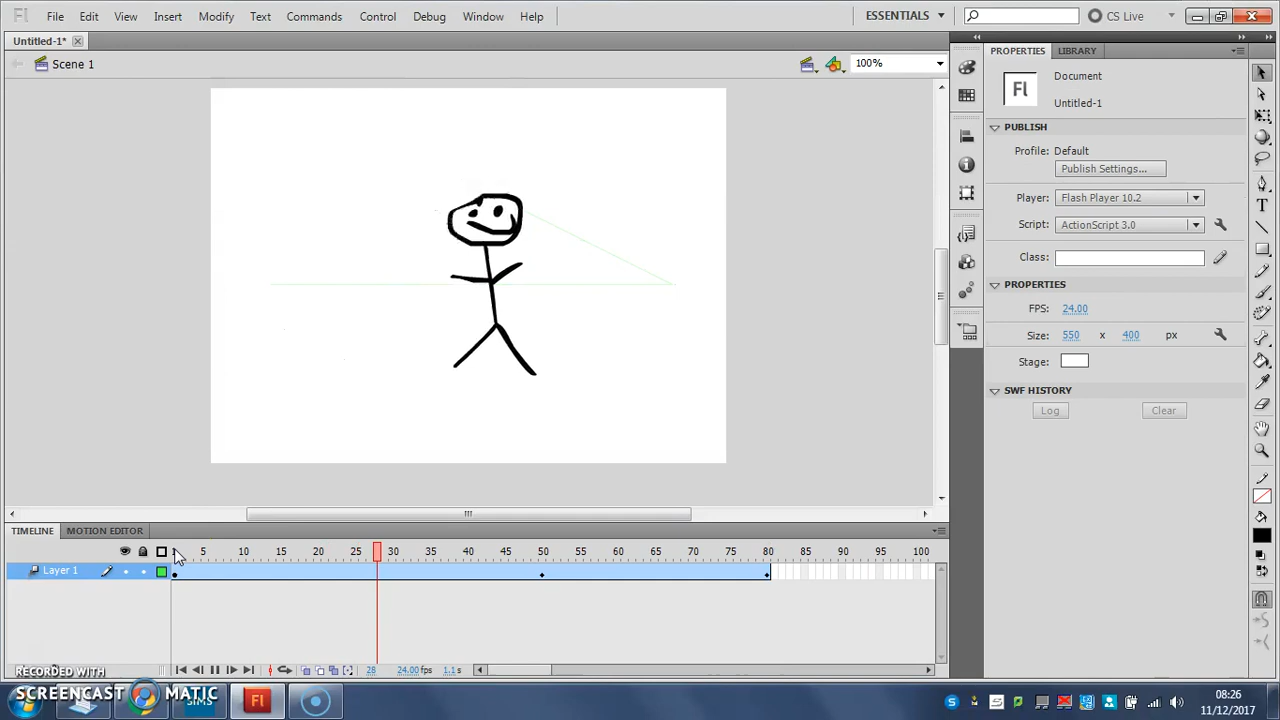 Fl File Edit View Insert Modify Text Commands Control Debug Window Help ESSENTIALS CS Live
Untitled-1*
Scene 1 100%
PROPERTIES LIBRARY
Fl Document
Untitled-1
PUBLISH
Profile: Default
Publish Settings...
Player: Flash Player 10.2
Script: ActionScript 3.0
Class:
PROPERTIES
FPS: 24.00
Size: 550 x 400 px
Stage:
SWF HISTORY
Log Clear
TIMELINE MOTION EDITOR
5 10 15 20 25 30 35 40 45 50 55 60 65 70 75 80 85 90 95 100
Layer 1
28 24.00 fps 1.1 s
RECORDED WITH
SCREENCAST MATIC
SIMS Fl
08:26
11/12/2017